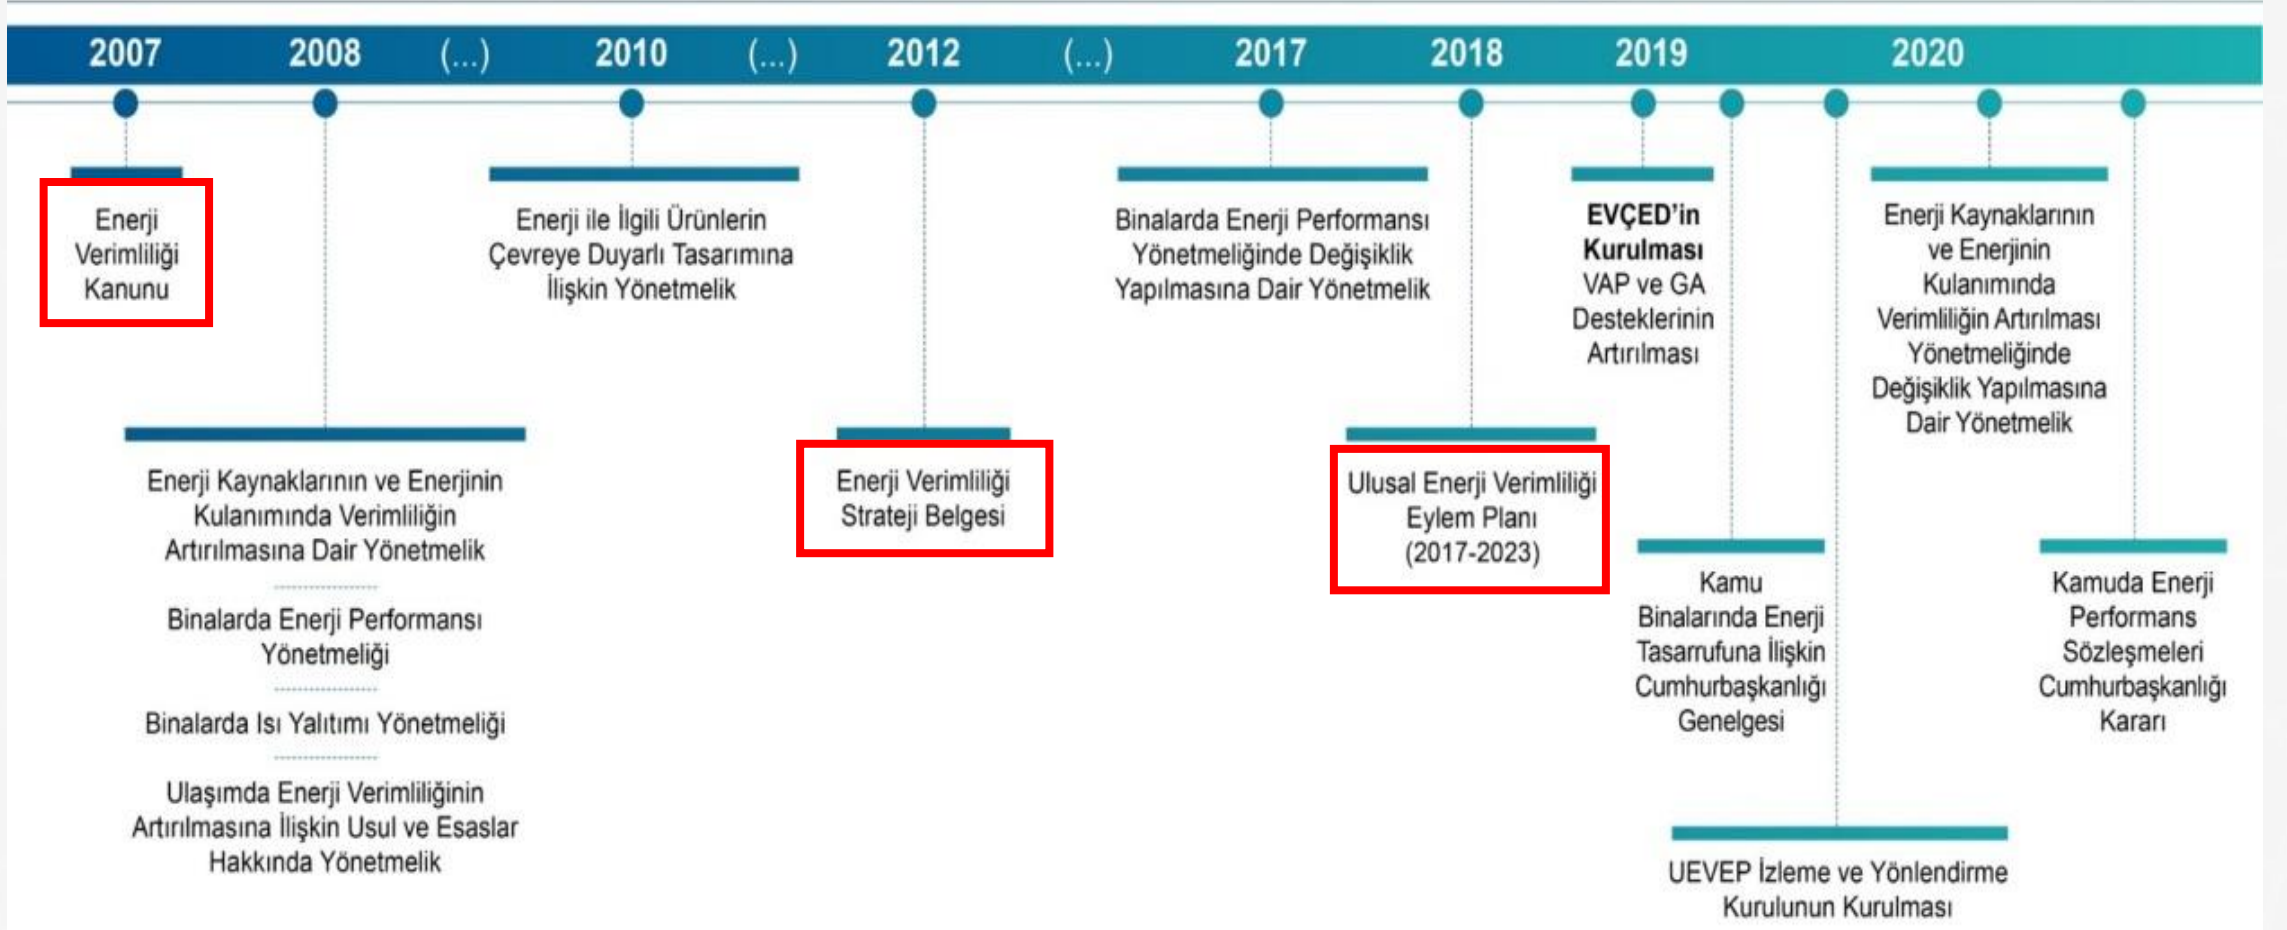 2007
2008
(...)
2010
(...)
2012
(...)
2017
2018
2019
2020
Enerji
Verimliliği
Kanunu
Enerji Kaynaklarının ve Enerjinin
Kulanımında Verimliliğin
Artırılmasına Dair Yönetmelik
Binalarda Enerji Performansı
Yönetmeliği
Binalarda Isı Yalıtımı Yönetmeliği
Ulaşımda Enerji Verimliliğinin
Artırılmasına İlişkin Usul ve Esaslar
Hakkında Yönetmelik
Enerji ile İlgili Ürünlerin
Çevreye Duyarlı Tasarımına
İlişkin Yönetmelik
Enerji Verimliliği
Strateji Belgesi
Binalarda Enerji Performansı
Yönetmeliğinde Değişiklik
Yapılmasına Dair Yönetmelik
Ulusal Enerji Verimliliği
Eylem Planı
(2017-2023)
EVÇED'in
Kurulması
VAP ve GA
Desteklerinin
Artırılması
Kamu
Binalarında Enerji
Tasarrufuna İlişkin
Cumhurbaşkanlığı
Genelgesi
UEVEP İzleme ve Yönlendirme
Kurulunun Kurulması
Enerji Kaynaklarının
ve Enerjinin
Kulanımında
Verimliliğin Artırılması
Yönetmeliğinde
Değişiklik Yapılmasına
Dair Yönetmelik
Kamuda Enerji
Performans
Sözleşmeleri
Cumhurbaşkanlığı
Kararı